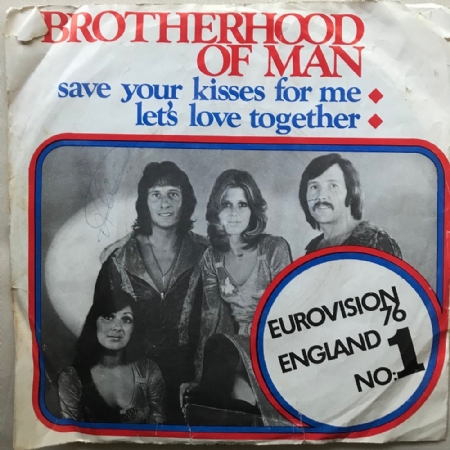 BROTHERHOOD
OF MAN
save your kisses for me
let's love together
EUROVISION
76
ENGLAND
NO: 1